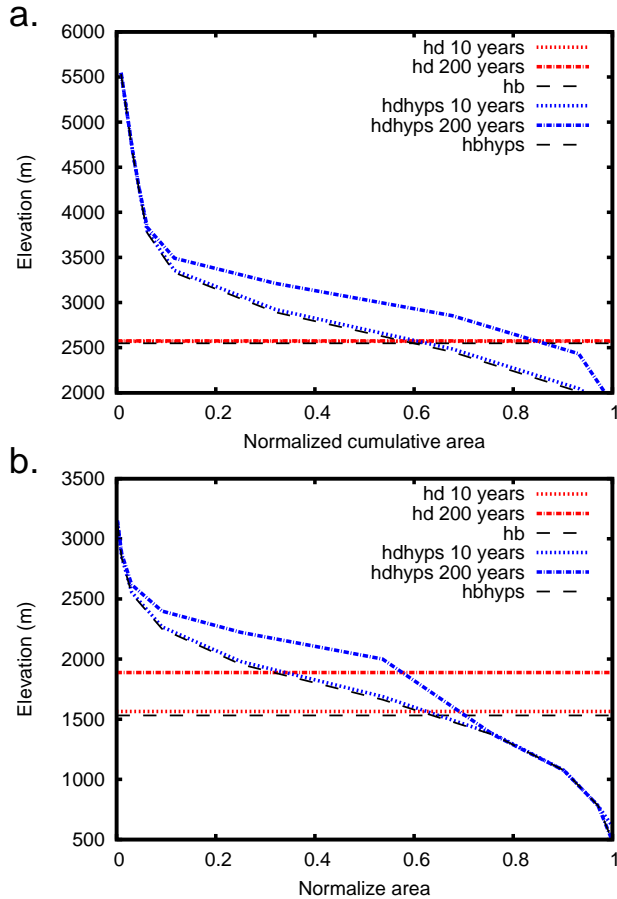 a.
6000
5500
5000
4500
4000
3500
3000
2500
2000
Elevation (m)
hd 10 years
hd 200 years
hb
hdhyps 10 years
hdhyps 200 years
hbhyps
0 0.2 0.4 0.6 0.8 1
Normalized cumulative area
b.
3500
3000
2500
2000
1500
1000
500
Elevation (m)
hd 10 years
hd 200 years
hb
hdhyps 10 years
hdhyps 200 years
hbhyps
0 0.2 0.4 0.6 0.8 1
Normalize area